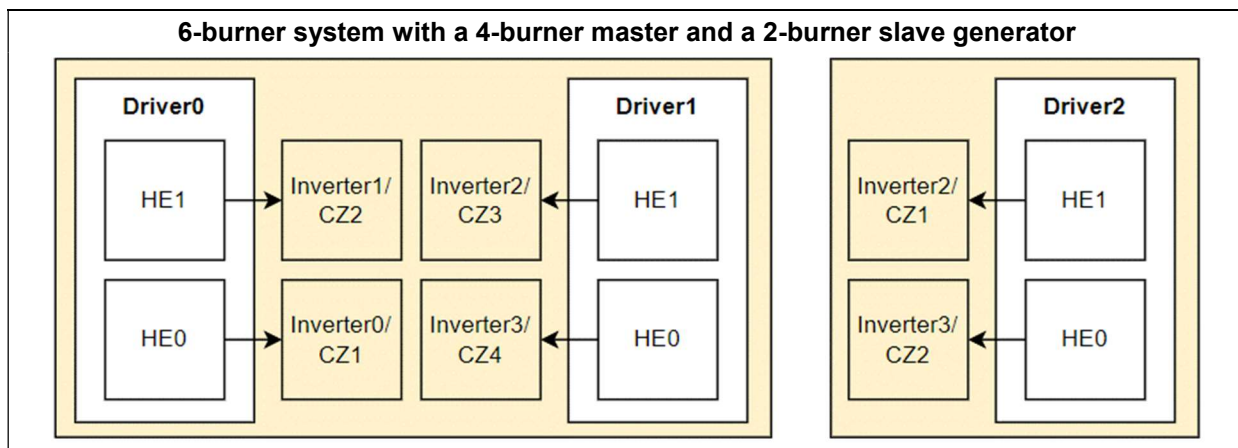 6-burner system with a 4-burner master and a 2-burner slave generator
Driver0
HE1
Inverter1/
CZ2
HE0
Inverter0/
CZ1
Inverter2/
CZ3
Inverter3/
CZ4
Driver1
HE1
HE0
Inverter2/
CZ1
Inverter3/
CZ2
Driver2
HE1
HE0